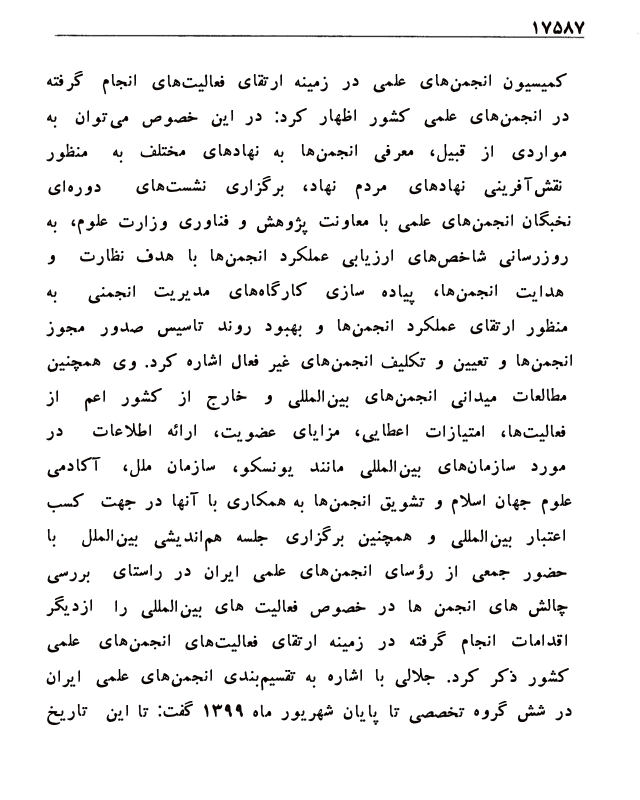 ۱۷۵۸۷
کمیسیون انجمن‌های علمی در زمینه ارتقای فعالیت‌های انجام گرفته
در انجمن‌های علمی کشور اظهار کرد: در این خصوص می‌توان به
مواردی از قبیل، معرفی انجمن‌ها به نهادهای مختلف به منظور
نقش‌آفرینی نهادهای مردم نهاد، برگزاری نشست‌های دوره‌ای
نخبگان انجمن‌های علمی با معاونت پژوهش و فناوری وزارت علوم، به
روزرسانی شاخص‌های ارزیابی عملکرد انجمن‌ها با هدف نظارت و
هدایت انجمن‌ها، پیاده سازی کارگاه‌های مدیریت انجمنی به
منظور ارتقای عملکرد انجمن‌ها و بهبود روند تاسیس صدور مجوز
انجمن‌ها و تعیین و تکلیف انجمن‌های غیر فعال اشاره کرد. وی همچنین
مطالعات میدانی انجمن‌های بین‌المللی و خارج از کشور اعم از
فعالیت‌ها، امتیازات اعطایی، مزایای عضویت، ارائه اطلاعات در
مورد سازمان‌های بین‌المللی مانند یونسکو، سازمان ملل، آکادمی
علوم جهان اسلام و تشویق انجمن‌ها به همکاری با آنها در جهت کسب
اعتبار بین‌المللی و همچنین برگزاری جلسه هم‌اندیشی بین‌الملل با
حضور جمعی از رؤسای انجمن‌های علمی ایران در راستای بررسی
چالش های انجمن ها در خصوص فعالیت های بین‌المللی را ازدیگر
اقدامات انجام گرفته در زمینه ارتقای فعالیت‌های انجمن‌های علمی
کشور ذکر کرد. جلالی با اشاره به تقسیم‌بندی انجمن‌های علمی ایران
در شش گروه تخصصی تا پایان شهریور ماه ۱۳۹۹ گفت: تا این تاریخ